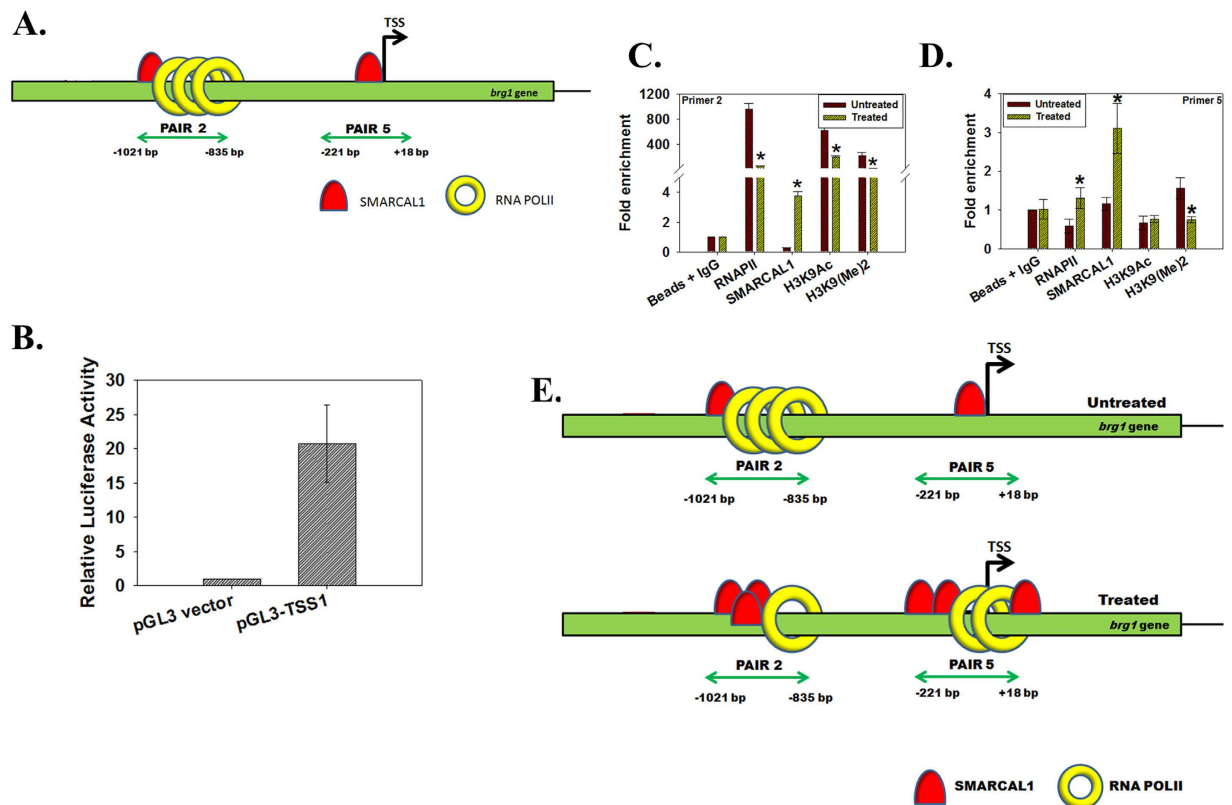 A.
TSS
brg1 gene
PAIR 2
PAIR 5
-1021 bp
-835 bp
-221 bp
+18 bp
SMARCAL1
RNA POLII
B.
Relative Luciferase Activity
30
25
20
15
10
5
0
pGL3 vector
pGL3-TSS1
C.
Primer 2
Untreated
Treated
Fold enrichment
1200
800
400
4
2
0
*
*
*
*
Beads + IgG
RNAPII
SMARCAL1
H3K9Ac
H3K9(Me)2
D.
Untreated
Treated
Primer 5
Fold enrichment
4
3
2
1
0
*
*
*
Beads + IgG
RNAPII
SMARCAL1
H3K9Ac
H3K9(Me)2
E.
TSS
Untreated
brg1 gene
PAIR 2
PAIR 5
-1021 bp
-835 bp
-221 bp
+18 bp
TSS
Treated
brg1 gene
PAIR 2
PAIR 5
-1021 bp
-835 bp
-221 bp
+18 bp
SMARCAL1
RNA POLII